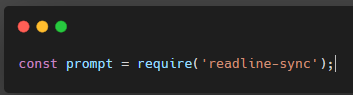 const prompt = require('readline-sync');